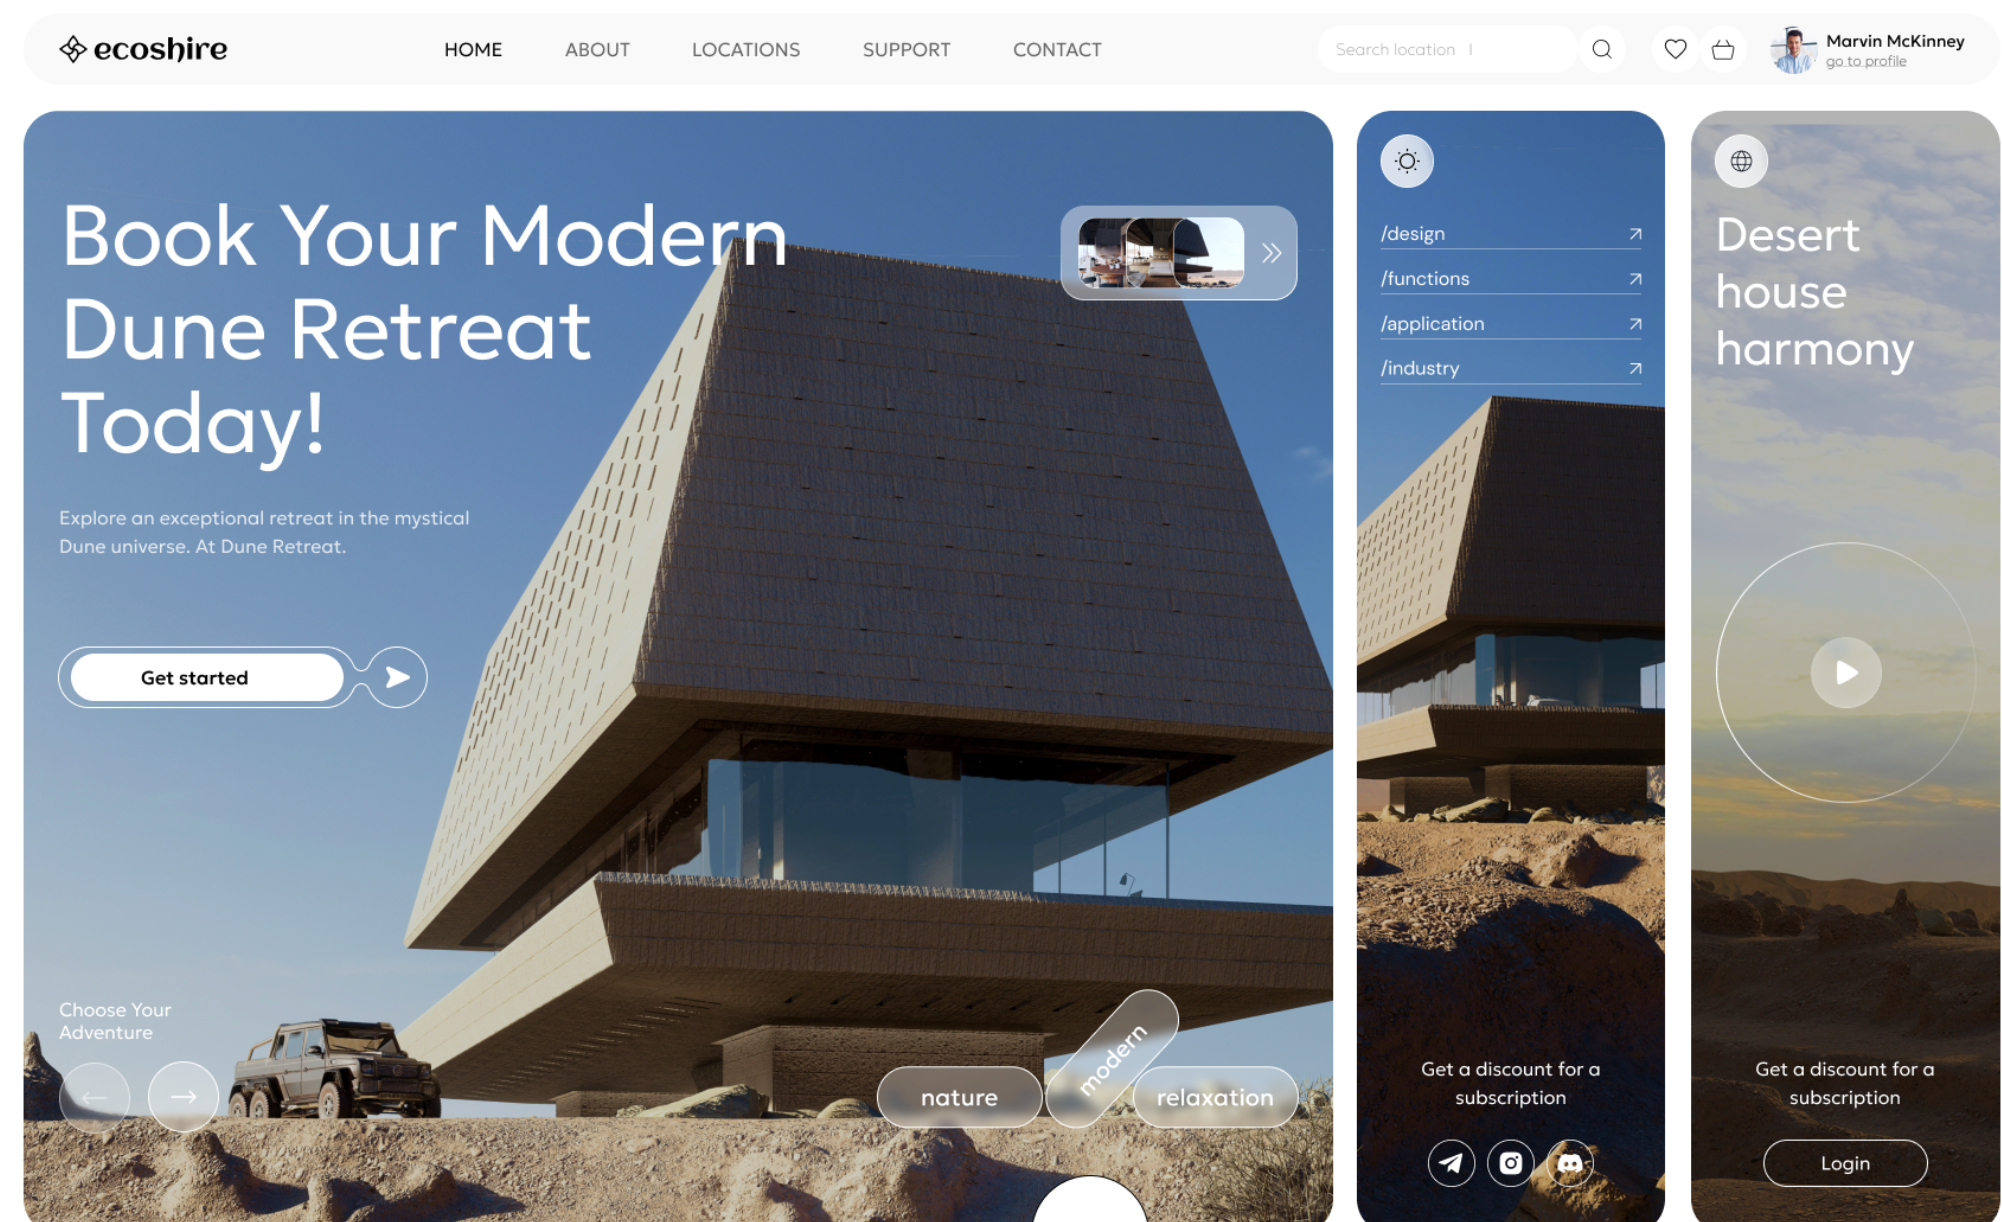 ecoshire
HOME
ABOUT
LOCATIONS
SUPPORT
CONTACT
Search location
Marvin McKinney
go to profile
Book Your Modern
Dune Retreat
Today!
Explore an exceptional retreat in the mystical
Dune universe. At Dune Retreat.
Get started
Choose Your
Adventure
nature
modern
relaxation
/design
/functions
/application
/industry
Get a discount for a
subscription
Desert
house
harmony
Get a discount for a
subscription
Login